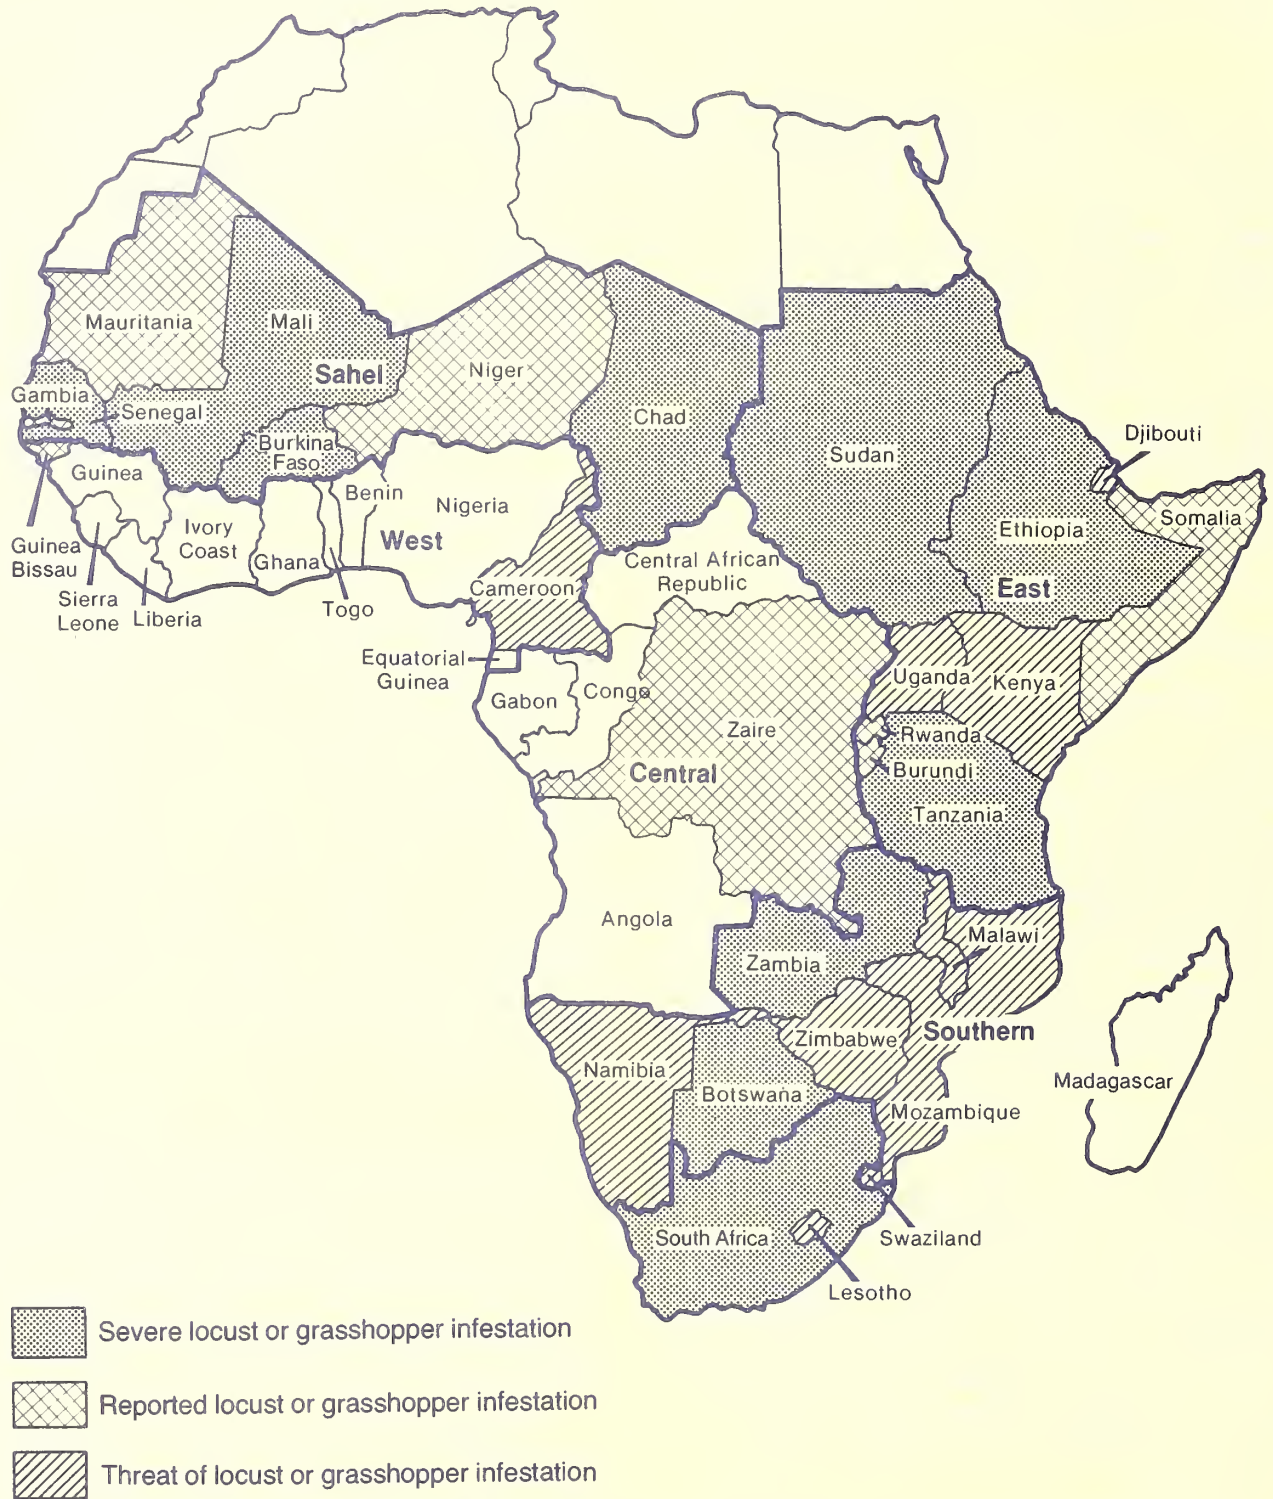 Mauritania
Mali
Sahel
Niger
Chad
Gambia
Senegal
Burkina
Faso
Sudan
Djibouti
Guinea
Benin
Nigeria
Somalia
Ethiopia
Ivory
Coast
West
Ghana
Guinea
Bissau
Central African
Republic
East
Cameroon
Sierra
Leone
Liberia
Togo
Equatorial
Guinea
Uganda
Kenya
Gabon
Congo
Zaire
Rwanda
Central
Burundi
Tanzania
Angola
Malawi
Zambia
Southern
Zimbabwe
Namibia
Madagascar
Botswana
Mozambique
South Africa
Swaziland
Lesotho
Severe locust or grasshopper infestation
Reported locust or grasshopper infestation
Threat of locust or grasshopper infestation